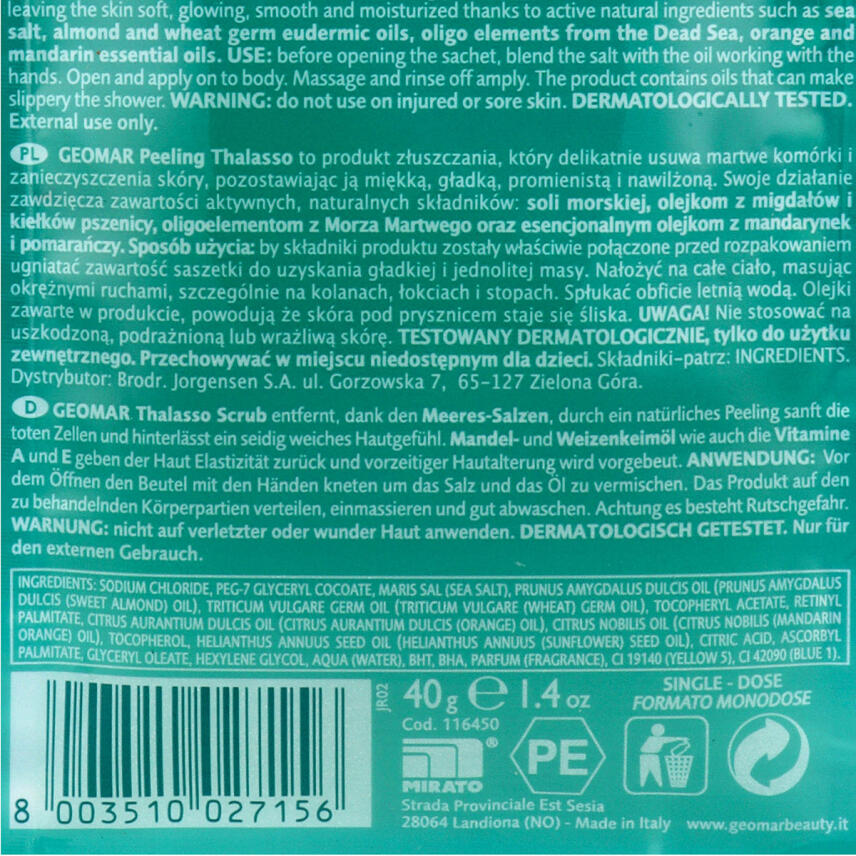 leaving the skin soft, glowing, smooth and moisturized thanks to active natural ingredients such as sea
salt, almond and wheat germ eudermic oils, oligo elements from the Dead Sea, orange and
mandarin essential oils. USE: before opening the sachet, blend the salt with the oil working with the
hands. Open and apply on to body. Massage and rinse off amply. The product contains oils that can make
slippery the shower. WARNING: do not use on injured or sore skin. DERMATOLOGICALLY TESTED.
External use only.
PL GEOMAR Peeling Thalasso to produkt złuszczania, który delikatnie usuwa martwe komórki i
zanieczyszczenia skóry, pozostawiając ją miękką, gładką, promienistą i nawilżoną. Swoje działanie
zawdzięcza zawartości aktywnych, naturalnych składników: soli morskiej, olejkom z migdałów i
kiełków pszenicy, oligoelementom z Morza Martwego oraz esencjonalnym olejkom z mandarynek
i pomarańczy. Sposób użycia: by składniki produktu zostały właściwie połączone przed rozpakowaniem
ugniatać zawartość saszetki do uzyskania gładkiej i jednolitej masy. Nałożyć na całe ciało, masując
okrężnymi ruchami, szczególnie na kolanach, łokciach i stopach. Spłukać obficie letnią wodą. Olejki
zawarte w produkcie, powodują że skóra pod prysznicem staje się śliska. UWAGA! Nie stosować na
uszkodzoną, podrażnioną lub wrażliwą skórę. TESTOWANY DERMATOLOGICZNIE, tylko do użytku
zewnętrznego. Przechowywać w miejscu niedostępnym dla dzieci. Składniki-patrz: INGREDIENTS.
Dystrybutor: Brodr. Jorgensen S.A. ul. Gorzowska 7, 65-127 Zielona Góra.
D GEOMAR Thalasso Scrub entfernt, dank den Meeres-Salzen, durch ein natürliches Peeling sanft die
toten Zellen und hinterlässt ein seidig weiches Hautgefühl. Mandel- und Weizenkeimöl wie auch die Vitamine
A und E geben der Haut Elastizität zurück und vorzeitiger Hautalterung wird vorgebeut. ANWENDUNG: Vor
dem Öffnen den Beutel mit den Händen kneten um das Salz und das Öl zu vermischen. Das Produkt auf den
zu behandelnden Körperpartien verteilen, einmassieren und gut abwaschen. Achtung es besteht Rutschgefahr.
WARNUNG: nicht auf verletzter oder wunder Haut anwenden. DERMATOLOGISCH GETESTET. Nur für
den externen Gebrauch.
INGREDIENTS: SODIUM CHLORIDE, PEG-7 GLYCERYL COCOATE, MARIS SAL (SEA SALT), PRUNUS AMYGDALUS DULCIS OIL (PRUNUS AMYGDALUS
DULCIS (SWEET ALMOND) OIL), TRITICUM VULGARE GERM OIL (TRITICUM VULGARE (WHEAT) GERM OIL), TOCOPHERYL ACETATE, RETINYL
PALMITATE, CITRUS AURANTIUM DULCIS OIL (CITRUS AURANTIUM DULCIS (ORANGE) OIL), CITRUS NOBILIS OIL (CITRUS NOBILIS (MANDARIN
ORANGE) OIL), TOCOPHEROL, HELIANTHUS ANNUUS SEED OIL (HELIANTHUS ANNUUS (SUNFLOWER) SEED OIL), CITRIC ACID, ASCORBYL
PALMITATE, GLYCERYL OLEATE, HEXYLENE GLYCOL, AQUA (WATER), BHT, BHA, PARFUM (FRAGRANCE), CI 19140 (YELLOW 5), CI 42090 (BLUE 1).
8 003510 027156
JR02
40 g ℮ 1.4 oz
Cod. 116450
MIRATO®
PE
SINGLE - DOSE
FORMATO MONODOSE
Strada Provinciale Est Sesia
28064 Landiona (NO) - Made in Italy www.geomarbeauty.it